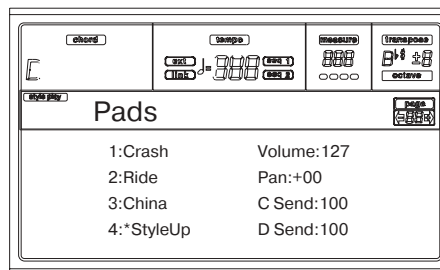 chord
tempo
measure
transpose
ext
seq 1
link
seq 2
octave
style play
Pads
page
1:Crash Volume:127
2:Ride Pan:+00
3:China C Send:100
4:*StyleUp D Send:100